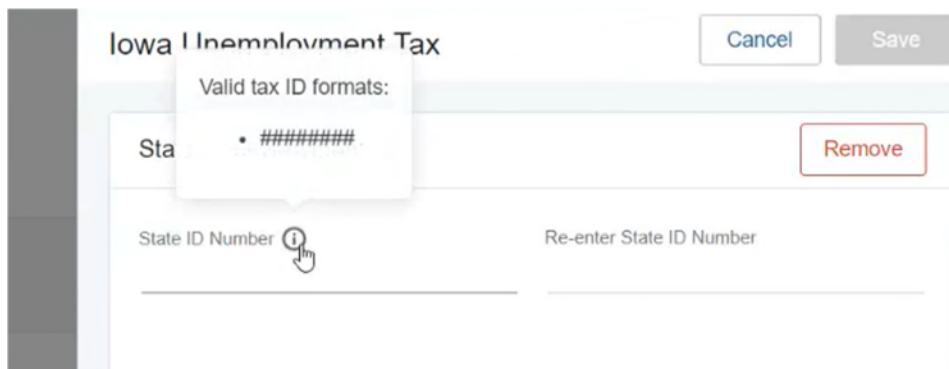 Iowa Unemployment Tax
Cancel
Save
Valid tax ID formats:
• ########
Remove
State ID Number
Re-enter State ID Number